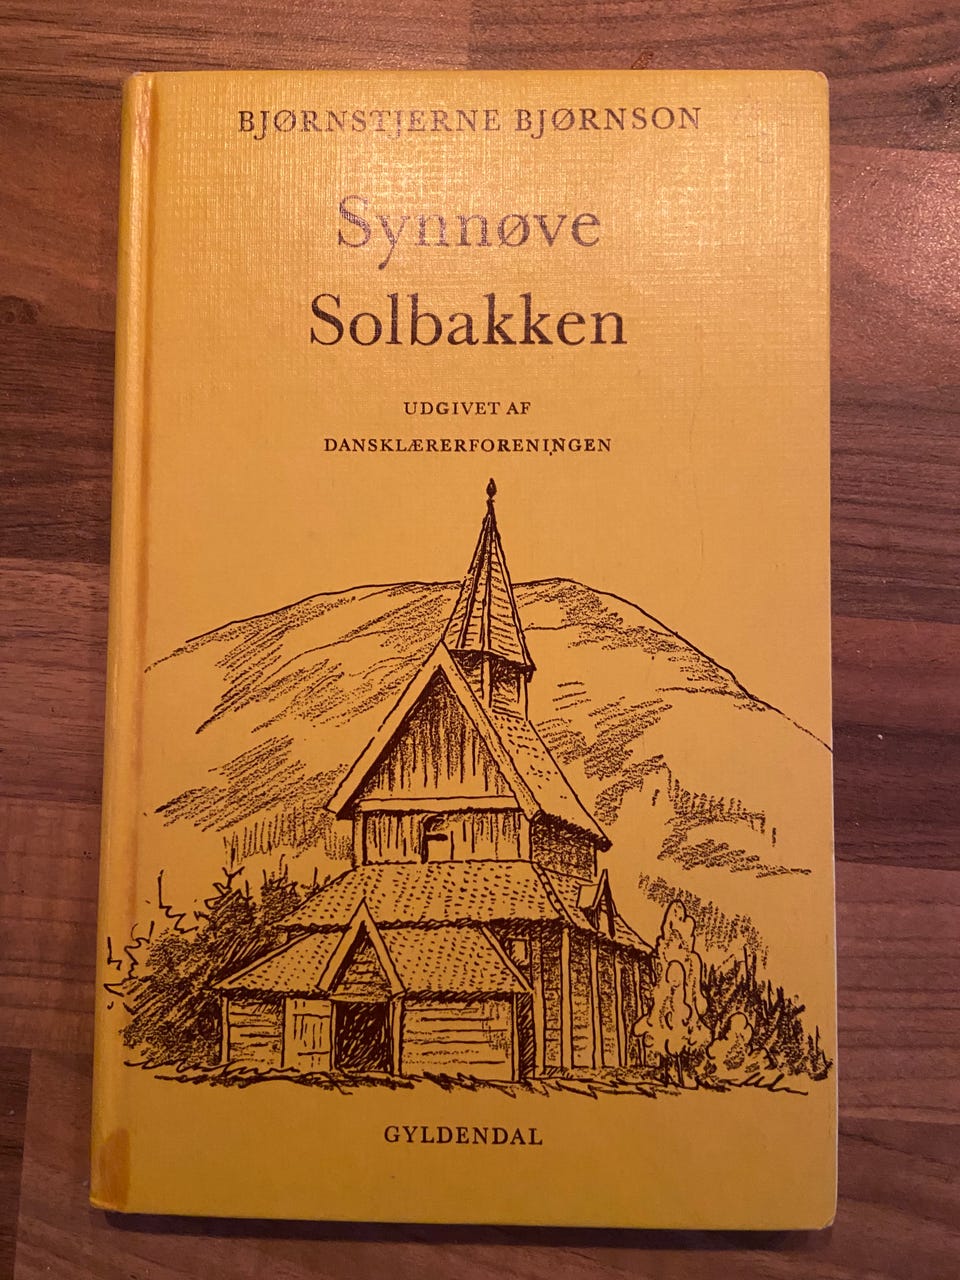 BJØRNSTJERNE BJØRNSON
Synnøve
Solbakken
UDGIVET AF
DANSKLÆRERFORENINGEN
GYLDENDAL